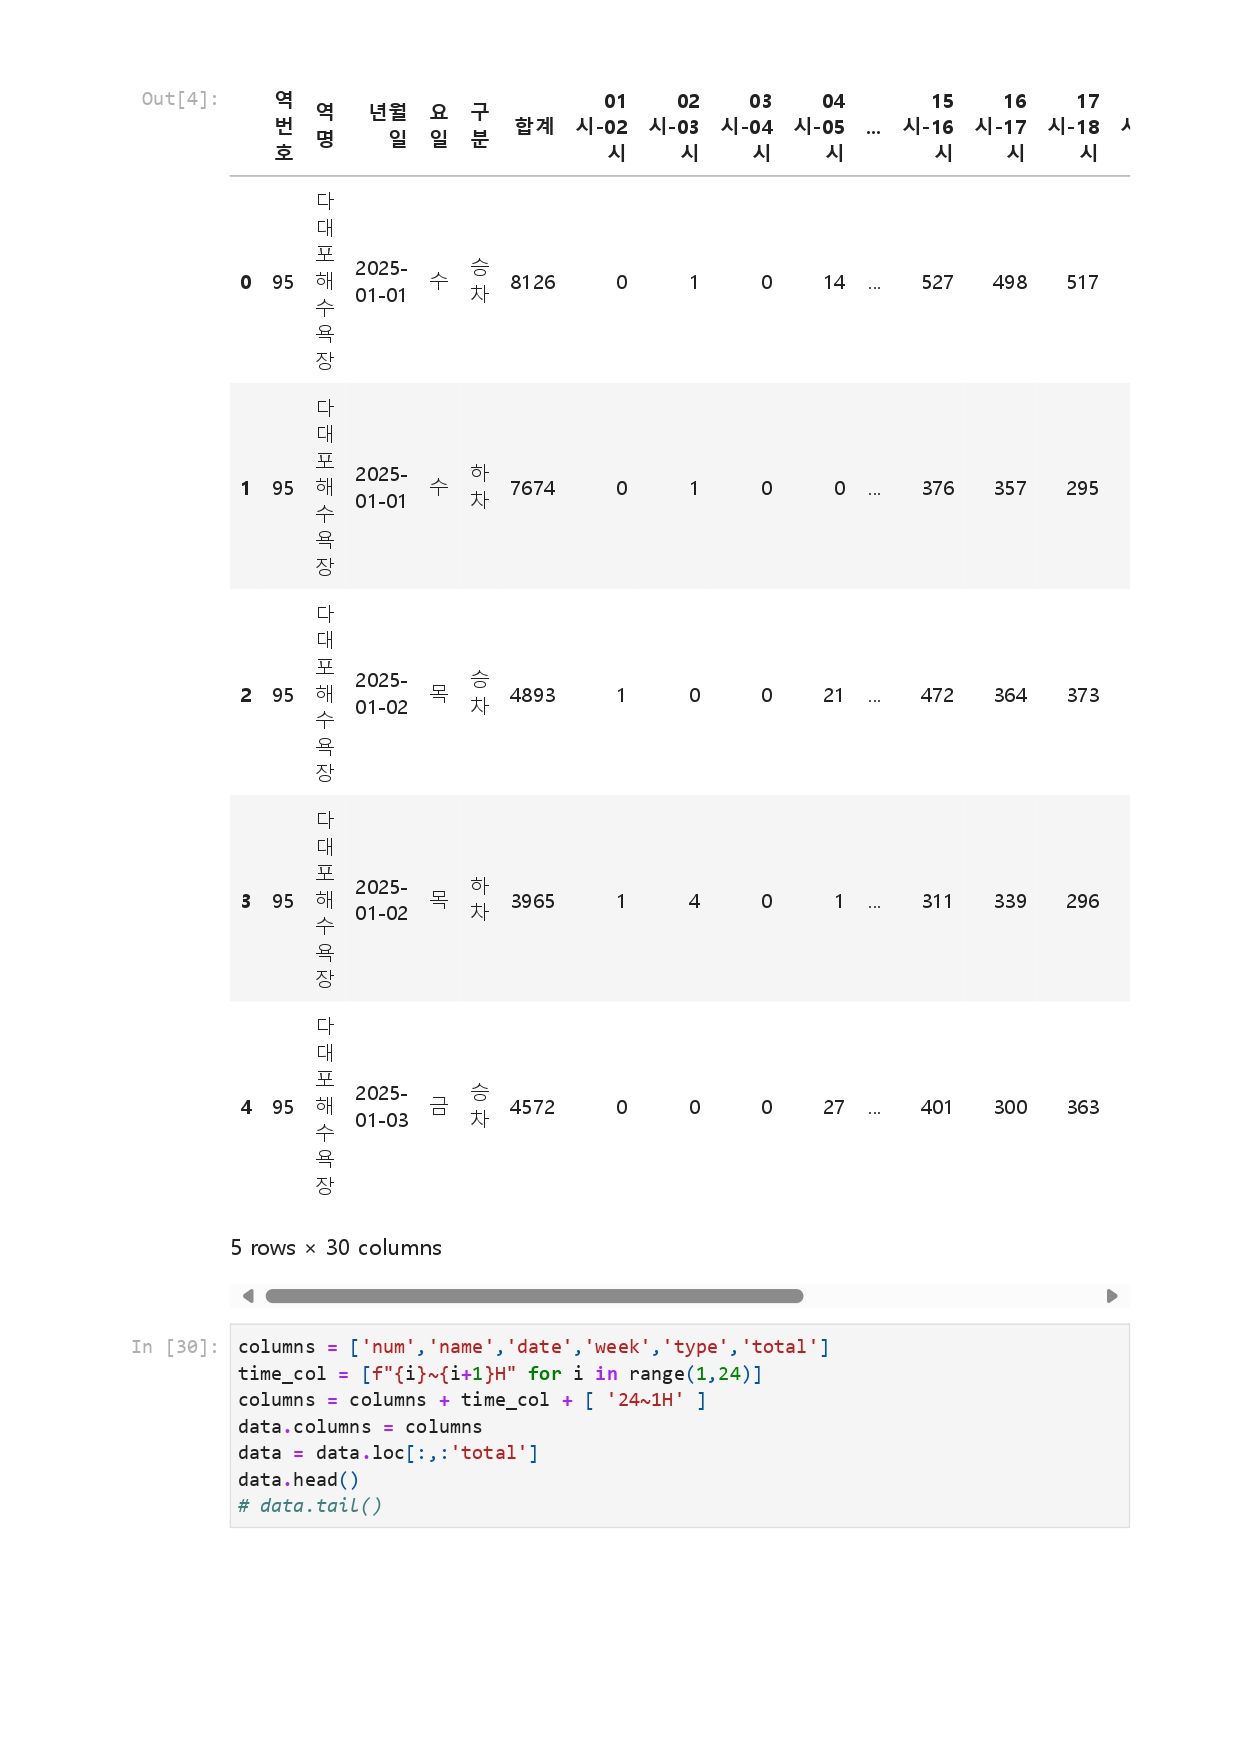 Out[4]:
역번호 역명 년월일 요일 구분 합계 01시-02시 02시-03시 03시-04시 04시-05시 ... 15시-16시 16시-17시 17시-18시
0 95 다대포해수욕장 2025-01-01 수 승차 8126 0 1 0 14 ... 527 498 517
1 95 다대포해수욕장 2025-01-01 수 하차 7674 0 1 0 0 ... 376 357 295
2 95 다대포해수욕장 2025-01-02 목 승차 4893 1 0 0 21 ... 472 364 373
3 95 다대포해수욕장 2025-01-02 목 하차 3965 1 4 0 1 ... 311 339 296
4 95 다대포해수욕장 2025-01-03 금 승차 4572 0 0 0 27 ... 401 300 363
5 rows × 30 columns
In [30]:
columns = ['num','name','date','week','type','total']
time_col = [f"{i}~{i+1}H" for i in range(1,24)]
columns = columns + time_col + [ '24~1H' ]
data.columns = columns
data = data.loc[:,:'total']
data.head()
# data.tail()